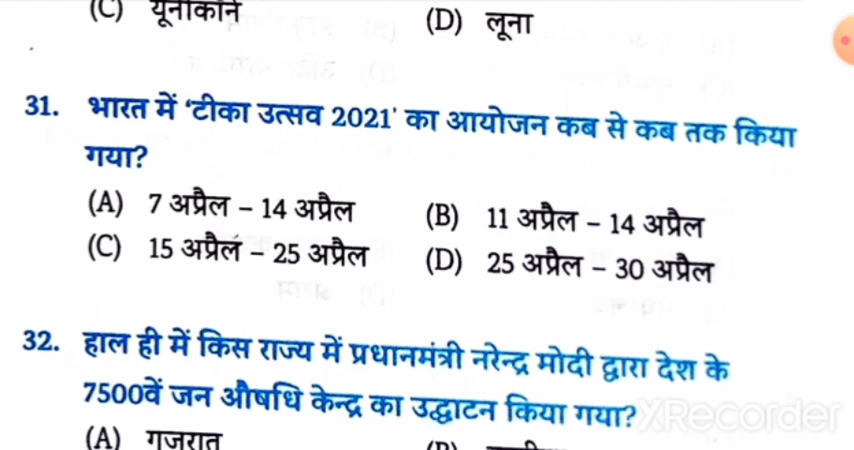 (C) यूनीकॉर्न
(D) लूना
31. भारत में ‘टीका उत्सव 2021’ का आयोजन कब से कब तक किया
गया?
(A) 7 अप्रैल – 14 अप्रैल
(B) 11 अप्रैल – 14 अप्रैल
(C) 15 अप्रैल – 25 अप्रैल
(D) 25 अप्रैल – 30 अप्रैल
32. हाल ही में किस राज्य में प्रधानमंत्री नरेन्द्र मोदी द्वारा देश के
7500वें जन औषधि केन्द्र का उद्घाटन किया गया?
XRecorder
(A) गुजरात
(B)